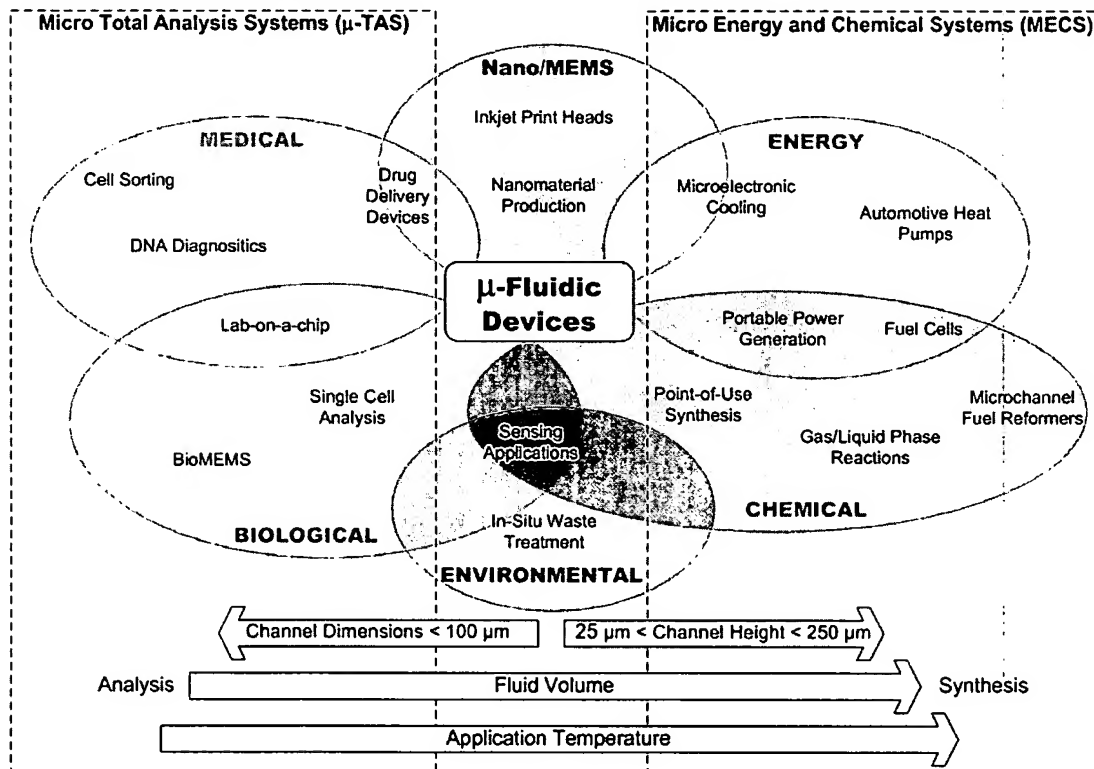 Micro Total Analysis Systems (μ-TAS)
Micro Energy and Chemical Systems (MECS)
Nano/MEMS
Inkjet Print Heads
MEDICAL
ENERGY
Cell Sorting
Drug
Delivery
Devices
Nanomaterial
Production
Microelectronic
Cooling
Automotive Heat
Pumps
DNA Diagnositics
μ-Fluidic
Devices
Lab-on-a-chip
Portable Power
Generation
Fuel Cells
Single Cell
Analysis
Point-of-Use
Synthesis
Microchannel
Fuel Reformers
Sensing
Applications
Gas/Liquid Phase
Reactions
BioMEMS
BIOLOGICAL
CHEMICAL
In-Situ Waste
Treatment
ENVIRONMENTAL
Channel Dimensions < 100 μm
25 μm < Channel Height < 250 μm
Analysis
Fluid Volume
Synthesis
Application Temperature